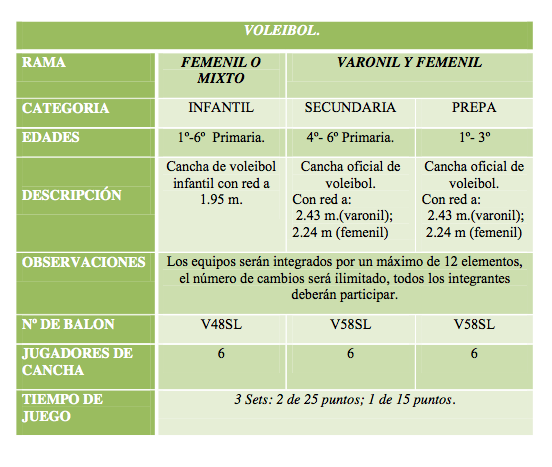 VOLEIBOL.
RAMA
FEMENIL O
MIXTO
VARONIL Y FEMENIL
CATEGORIA
INFANTIL
SECUNDARIA
PREPA
EDADES
1º-6º Primaria.
4º- 6º Primaria.
1º- 3º
DESCRIPCIÓN
Cancha de voleibol
infantil con red a
1.95 m.
Cancha oficial de
voleibol.
Con red a:
2.43 m.(varonil);
2.24 m (femenil)
Cancha oficial de
voleibol.
Con red a:
2.43 m.(varonil);
2.24 m (femenil)
OBSERVACIONES
Los equipos serán integrados por un máximo de 12 elementos,
el número de cambios será ilimitado, todos los integrantes
deberán participar.
Nº DE BALON
V48SL
V58SL
V58SL
JUGADORES DE
CANCHA
6
6
6
TIEMPO DE
JUEGO
3 Sets: 2 de 25 puntos; 1 de 15 puntos.